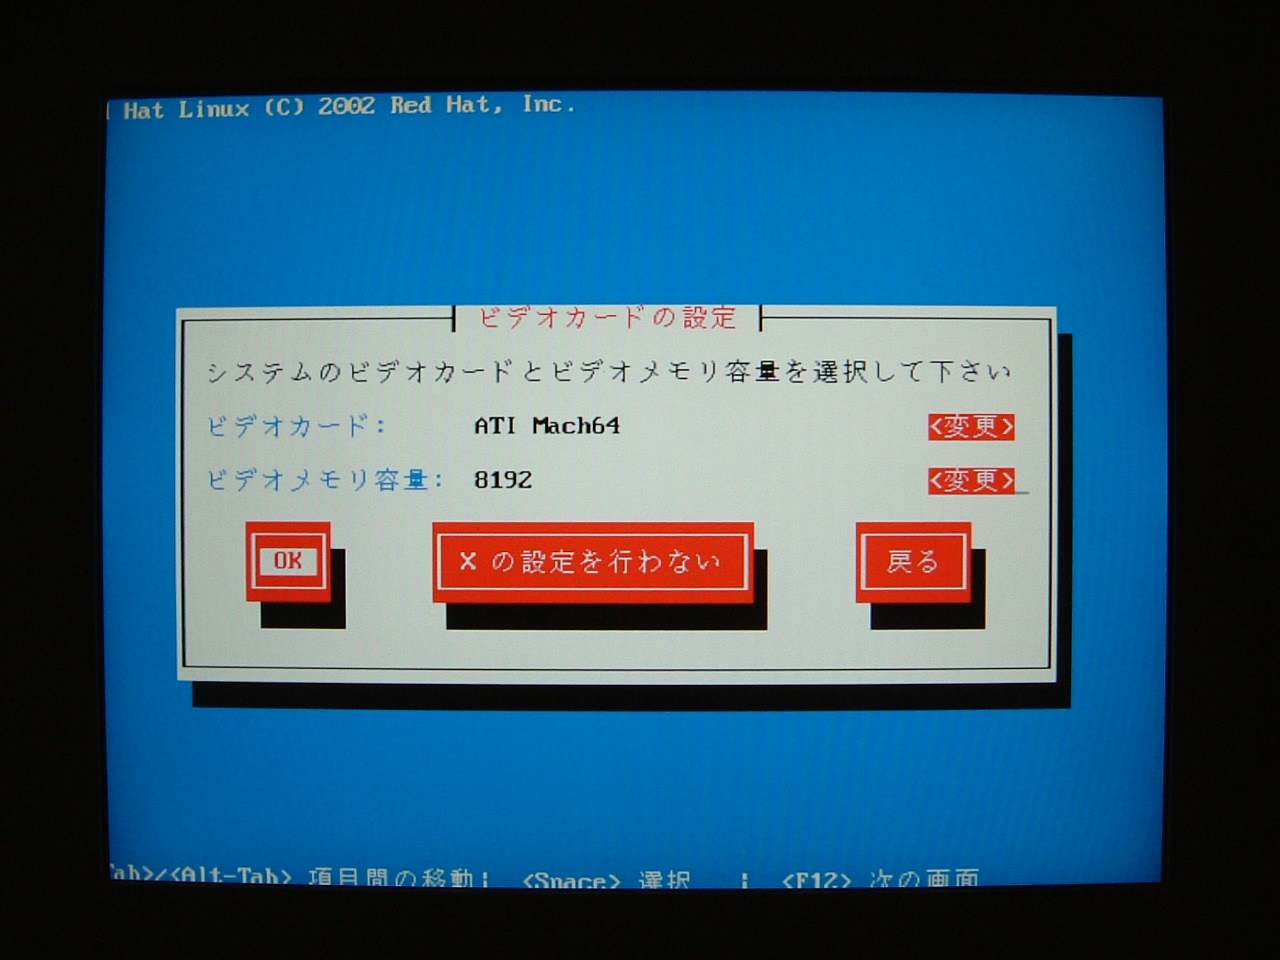 Hat Linux (C) 2002 Red Hat, Inc.
ビデオカードの設定
システムのビデオカードとビデオメモリ容量を選択して下さい
ビデオカード: ATI Mach64 <変更>
ビデオメモリ容量: 8192 <変更>
OK X の設定を行わない 戻る
Tab>/<Alt-Tab> 項目間の移動| <Space> 選択 | <F12> 次の画面